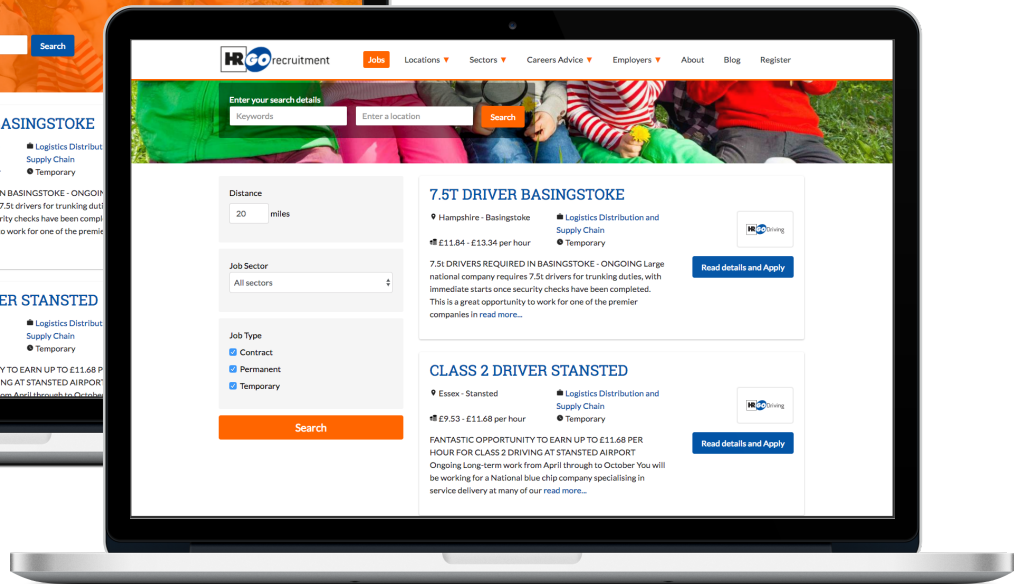 Search
ASINGSTOKE
Logistics Distribut
Supply Chain
Temporary
N BASINGSTOKE - ONGOIN
7.5t drivers for trunking duti
rity checks have been compl
o work for one of the premie
ER STANSTED
Logistics Distribut
Supply Chain
Temporary
Y TO EARN UP TO £11.68 P
NG AT STANSTED AIRPORT
om April through to October
HR GO recruitment
Jobs
Locations ▼
Sectors ▼
Careers Advice ▼
Employers ▼
About
Blog
Register
Enter your search details
Keywords
Enter a location
Search
Distance
20 miles
Job Sector
All sectors
Job Type
Contract
Permanent
Temporary
Search
7.5T DRIVER BASINGSTOKE
Hampshire - Basingstoke
Logistics Distribution and
Supply Chain
£11.84 - £13.34 per hour
Temporary
7.5t DRIVERS REQUIRED IN BASINGSTOKE - ONGOING Large
national company requires 7.5t drivers for trunking duties, with
immediate starts once security checks have been completed.
This is a great opportunity to work for one of the premier
companies in read more...
HR GO Driving
Read details and Apply
CLASS 2 DRIVER STANSTED
Essex - Stansted
Logistics Distribution and
Supply Chain
£9.53 - £11.68 per hour
Temporary
FANTASTIC OPPORTUNITY TO EARN UP TO £11.68 PER
HOUR FOR CLASS 2 DRIVING AT STANSTED AIRPORT
Ongoing Long-term work from April through to October You will
be working for a National blue chip company specialising in
service delivery at many of our read more...
HR GO Driving
Read details and Apply